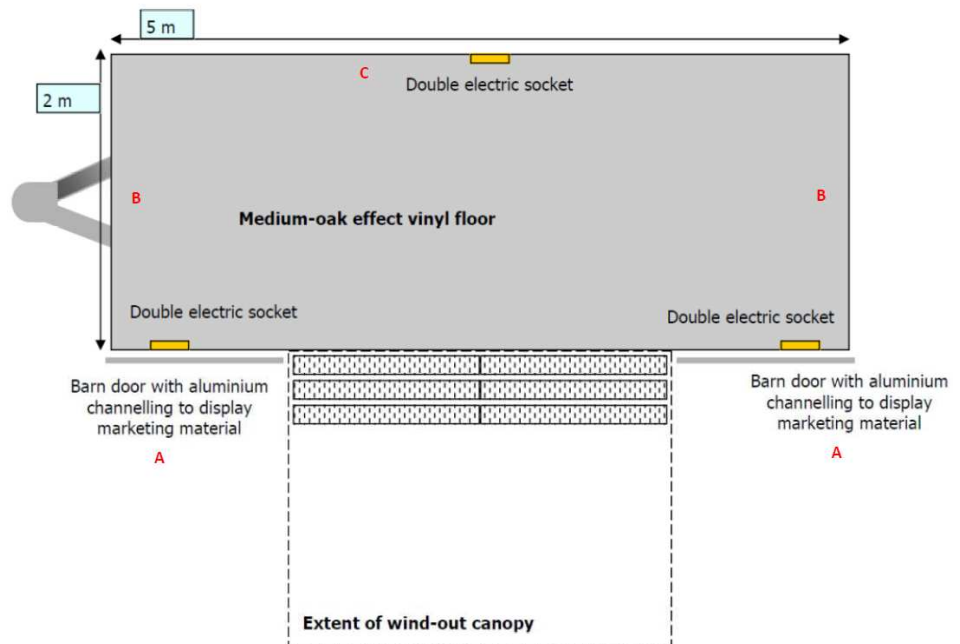 5 m
C
Double electric socket
2 m
B
B
Medium-oak effect vinyl floor
Double electric socket
Double electric socket
Barn door with aluminium
channelling to display
marketing material
A
Barn door with aluminium
channelling to display
marketing material
A
Extent of wind-out canopy